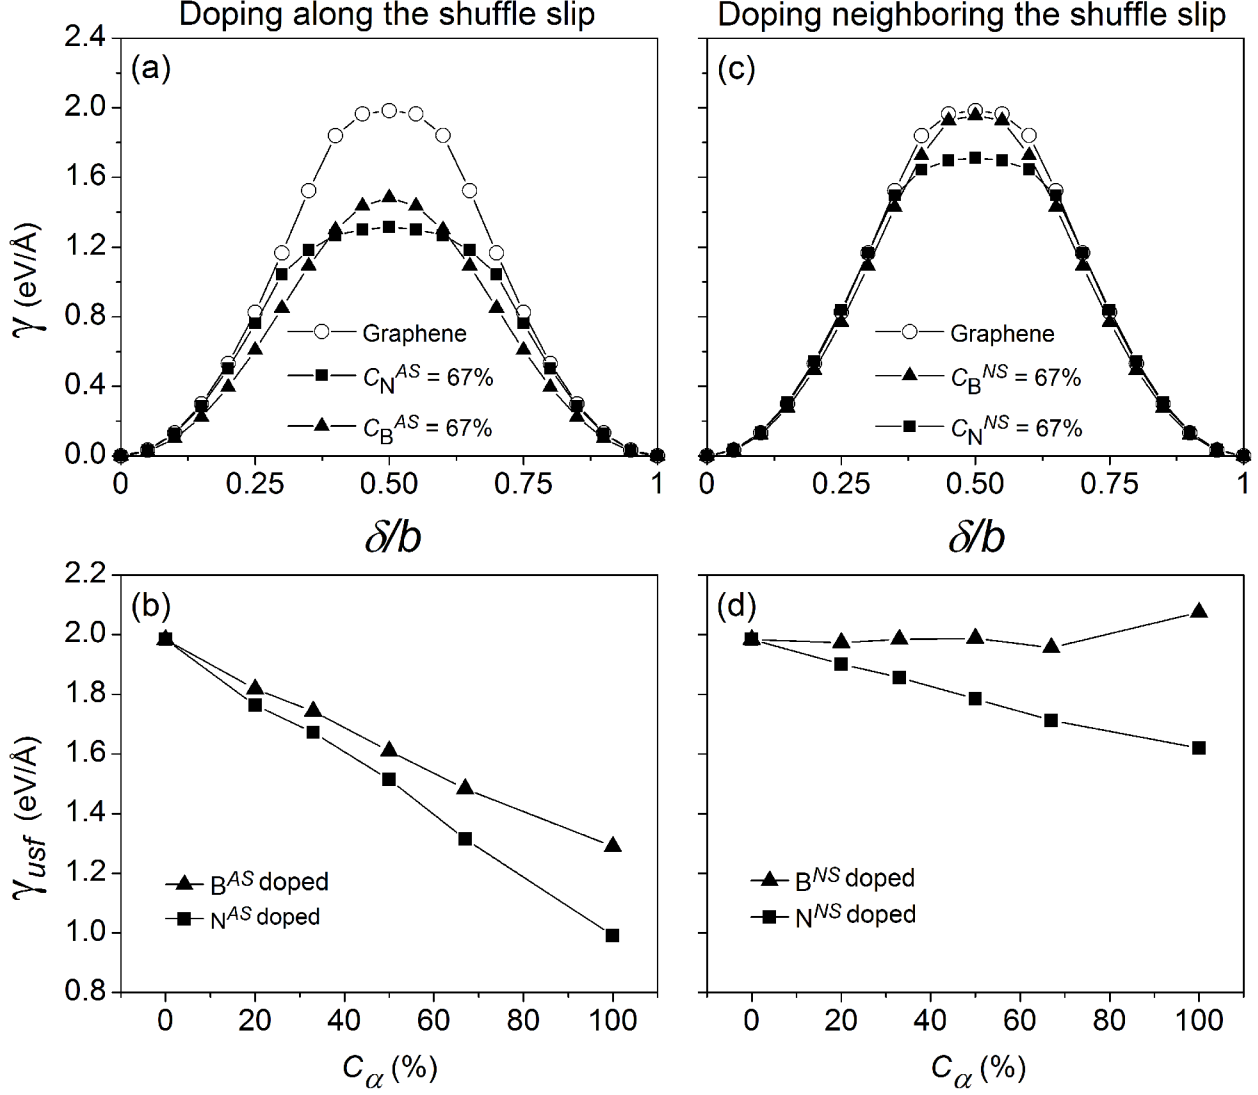 Doping along the shuffle slip
Doping neighboring the shuffle slip
(a)
2.4
2.0
1.6
1.2
0.8
0.4
0.0
γ (eV/Å)
Graphene
C_N^AS = 67%
C_B^AS = 67%
0 0.25 0.50 0.75 1
δ/b
(c)
Graphene
C_B^NS = 67%
C_N^NS = 67%
0 0.25 0.50 0.75 1
δ/b
(b)
2.2
2.0
1.8
1.6
1.4
1.2
1.0
0.8
γ_usf (eV/Å)
B^AS doped
N^AS doped
0 20 40 60 80 100
C_α (%)
(d)
B^NS doped
N^NS doped
0 20 40 60 80 100
C_α (%)